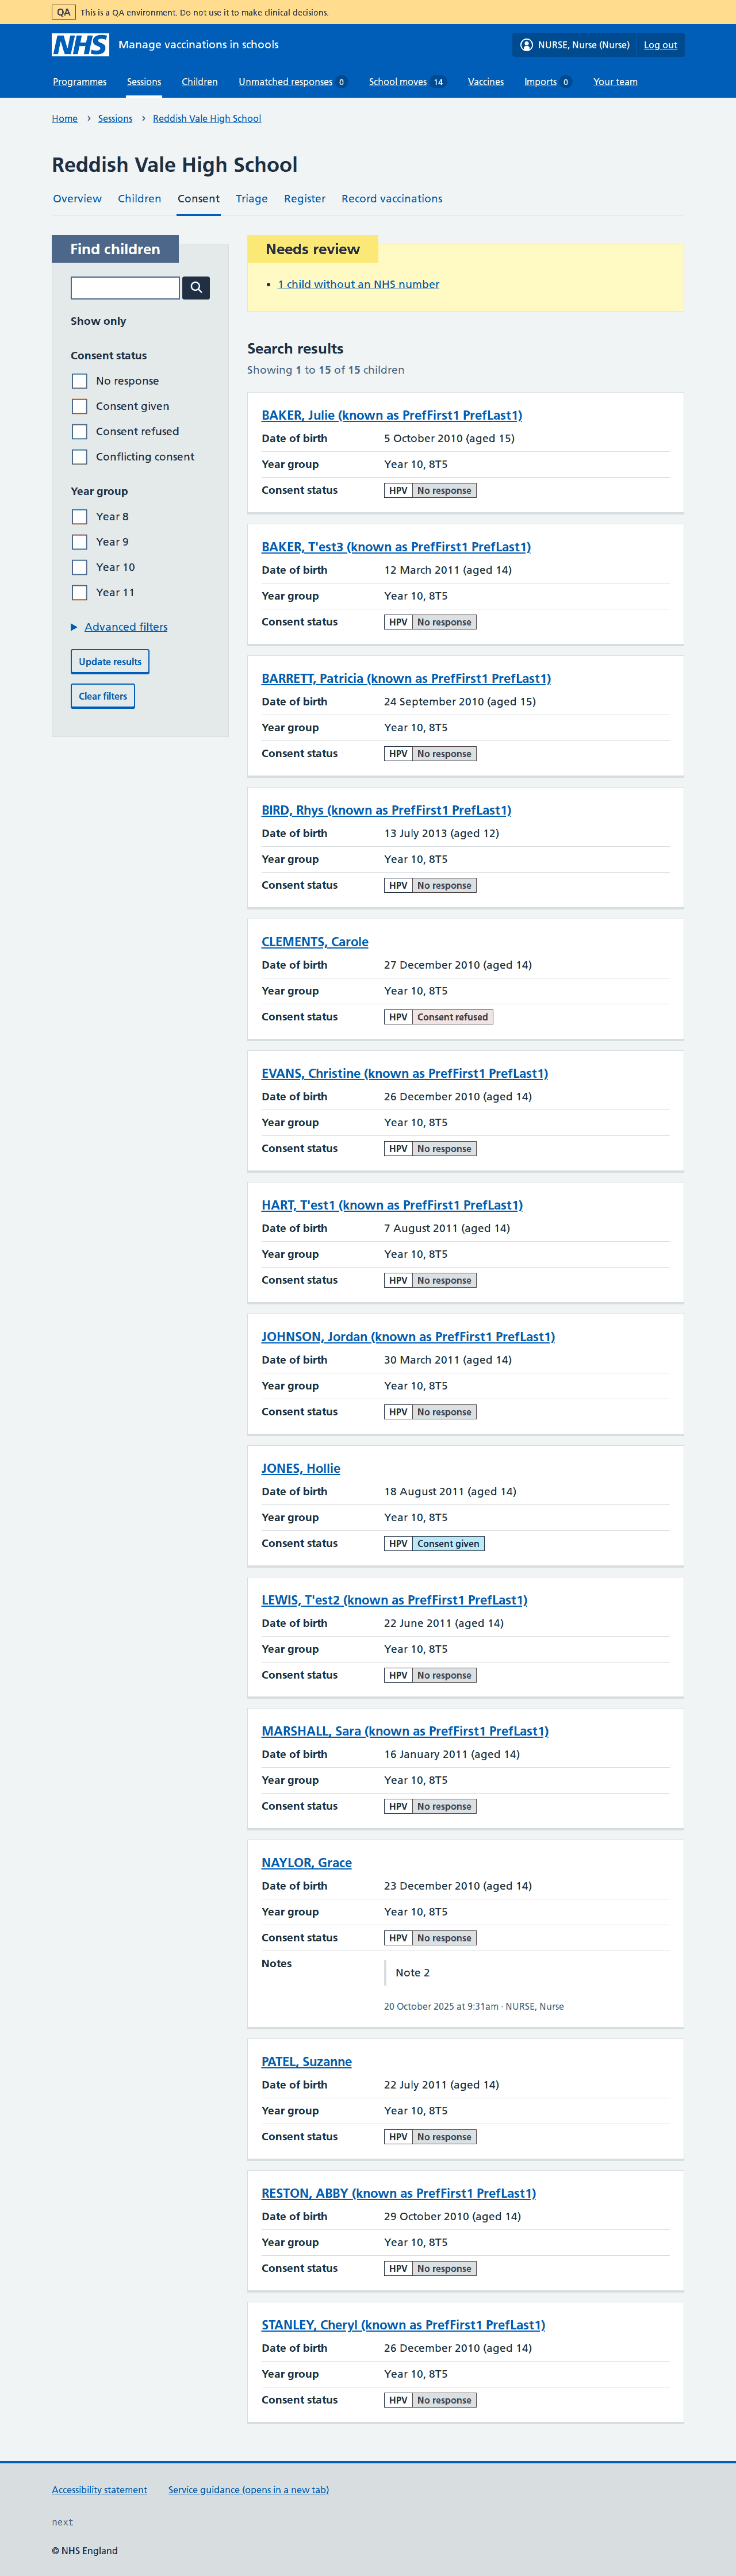 QA This is a QA environment. Do not use it to make clinical decisions.
NHS Manage vaccinations in schools
NURSE, Nurse (Nurse) Log out
Programmes Sessions Children Unmatched responses 0 School moves 14 Vaccines Imports 0 Your team
Home › Sessions › Reddish Vale High School
Reddish Vale High School
Overview Children Consent Triage Register Record vaccinations
Find children
Show only
Consent status
No response
Consent given
Consent refused
Conflicting consent
Year group
Year 8
Year 9
Year 10
Year 11
Advanced filters
Update results
Clear filters
Needs review
• 1 child without an NHS number
Search results
Showing 1 to 15 of 15 children
BAKER, Julie (known as PrefFirst1 PrefLast1)
Date of birth 5 October 2010 (aged 15)
Year group Year 10, 8T5
Consent status HPV No response
BAKER, T'est3 (known as PrefFirst1 PrefLast1)
Date of birth 12 March 2011 (aged 14)
Year group Year 10, 8T5
Consent status HPV No response
BARRETT, Patricia (known as PrefFirst1 PrefLast1)
Date of birth 24 September 2010 (aged 15)
Year group Year 10, 8T5
Consent status HPV No response
BIRD, Rhys (known as PrefFirst1 PrefLast1)
Date of birth 13 July 2013 (aged 12)
Year group Year 10, 8T5
Consent status HPV No response
CLEMENTS, Carole
Date of birth 27 December 2010 (aged 14)
Year group Year 10, 8T5
Consent status HPV Consent refused
EVANS, Christine (known as PrefFirst1 PrefLast1)
Date of birth 26 December 2010 (aged 14)
Year group Year 10, 8T5
Consent status HPV No response
HART, T'est1 (known as PrefFirst1 PrefLast1)
Date of birth 7 August 2011 (aged 14)
Year group Year 10, 8T5
Consent status HPV No response
JOHNSON, Jordan (known as PrefFirst1 PrefLast1)
Date of birth 30 March 2011 (aged 14)
Year group Year 10, 8T5
Consent status HPV No response
JONES, Hollie
Date of birth 18 August 2011 (aged 14)
Year group Year 10, 8T5
Consent status HPV Consent given
LEWIS, T'est2 (known as PrefFirst1 PrefLast1)
Date of birth 22 June 2011 (aged 14)
Year group Year 10, 8T5
Consent status HPV No response
MARSHALL, Sara (known as PrefFirst1 PrefLast1)
Date of birth 16 January 2011 (aged 14)
Year group Year 10, 8T5
Consent status HPV No response
NAYLOR, Grace
Date of birth 23 December 2010 (aged 14)
Year group Year 10, 8T5
Consent status HPV No response
Notes Note 2
20 October 2025 at 9:31am · NURSE, Nurse
PATEL, Suzanne
Date of birth 22 July 2011 (aged 14)
Year group Year 10, 8T5
Consent status HPV No response
RESTON, ABBY (known as PrefFirst1 PrefLast1)
Date of birth 29 October 2010 (aged 14)
Year group Year 10, 8T5
Consent status HPV No response
STANLEY, Cheryl (known as PrefFirst1 PrefLast1)
Date of birth 26 December 2010 (aged 14)
Year group Year 10, 8T5
Consent status HPV No response
Accessibility statement Service guidance (opens in a new tab)
next
© NHS England